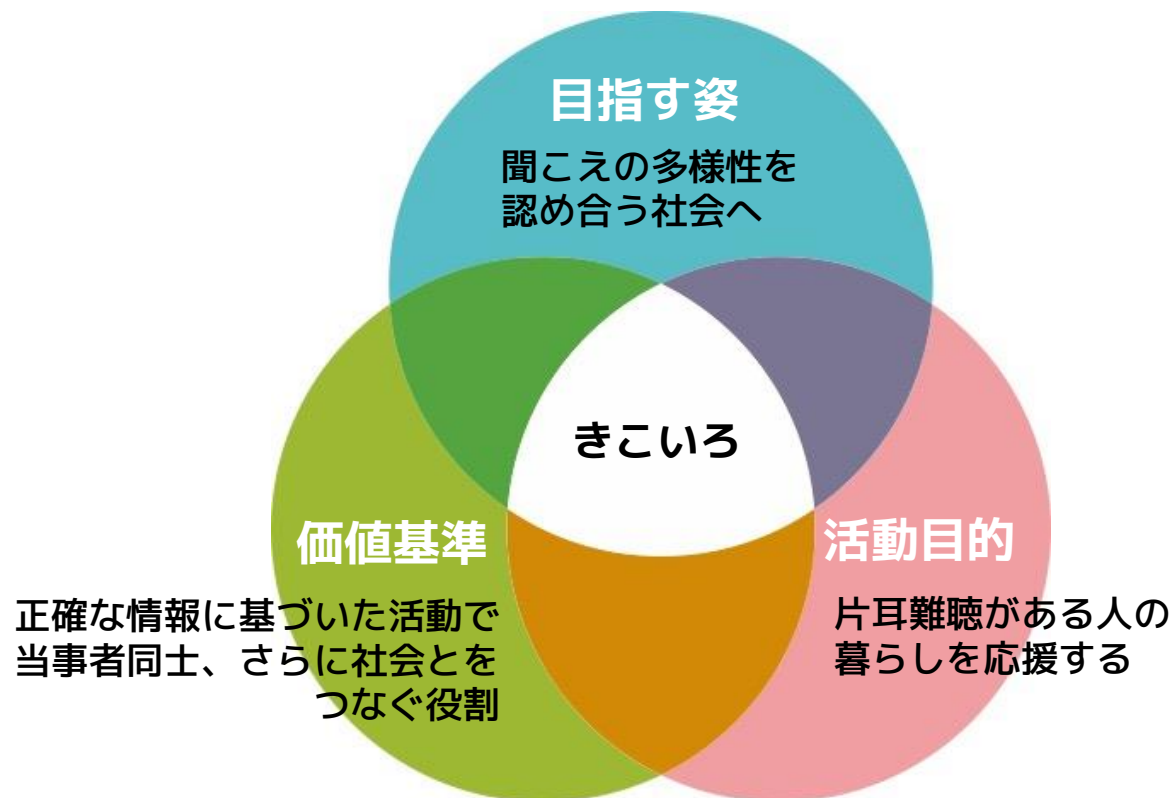 目指す姿
聞こえの多様性を
認め合う社会へ
きこいろ
価値基準
正確な情報に基づいた活動で
当事者同士、さらに社会とを
つなぐ役割
活動目的
片耳難聴がある人の
暮らしを応援する